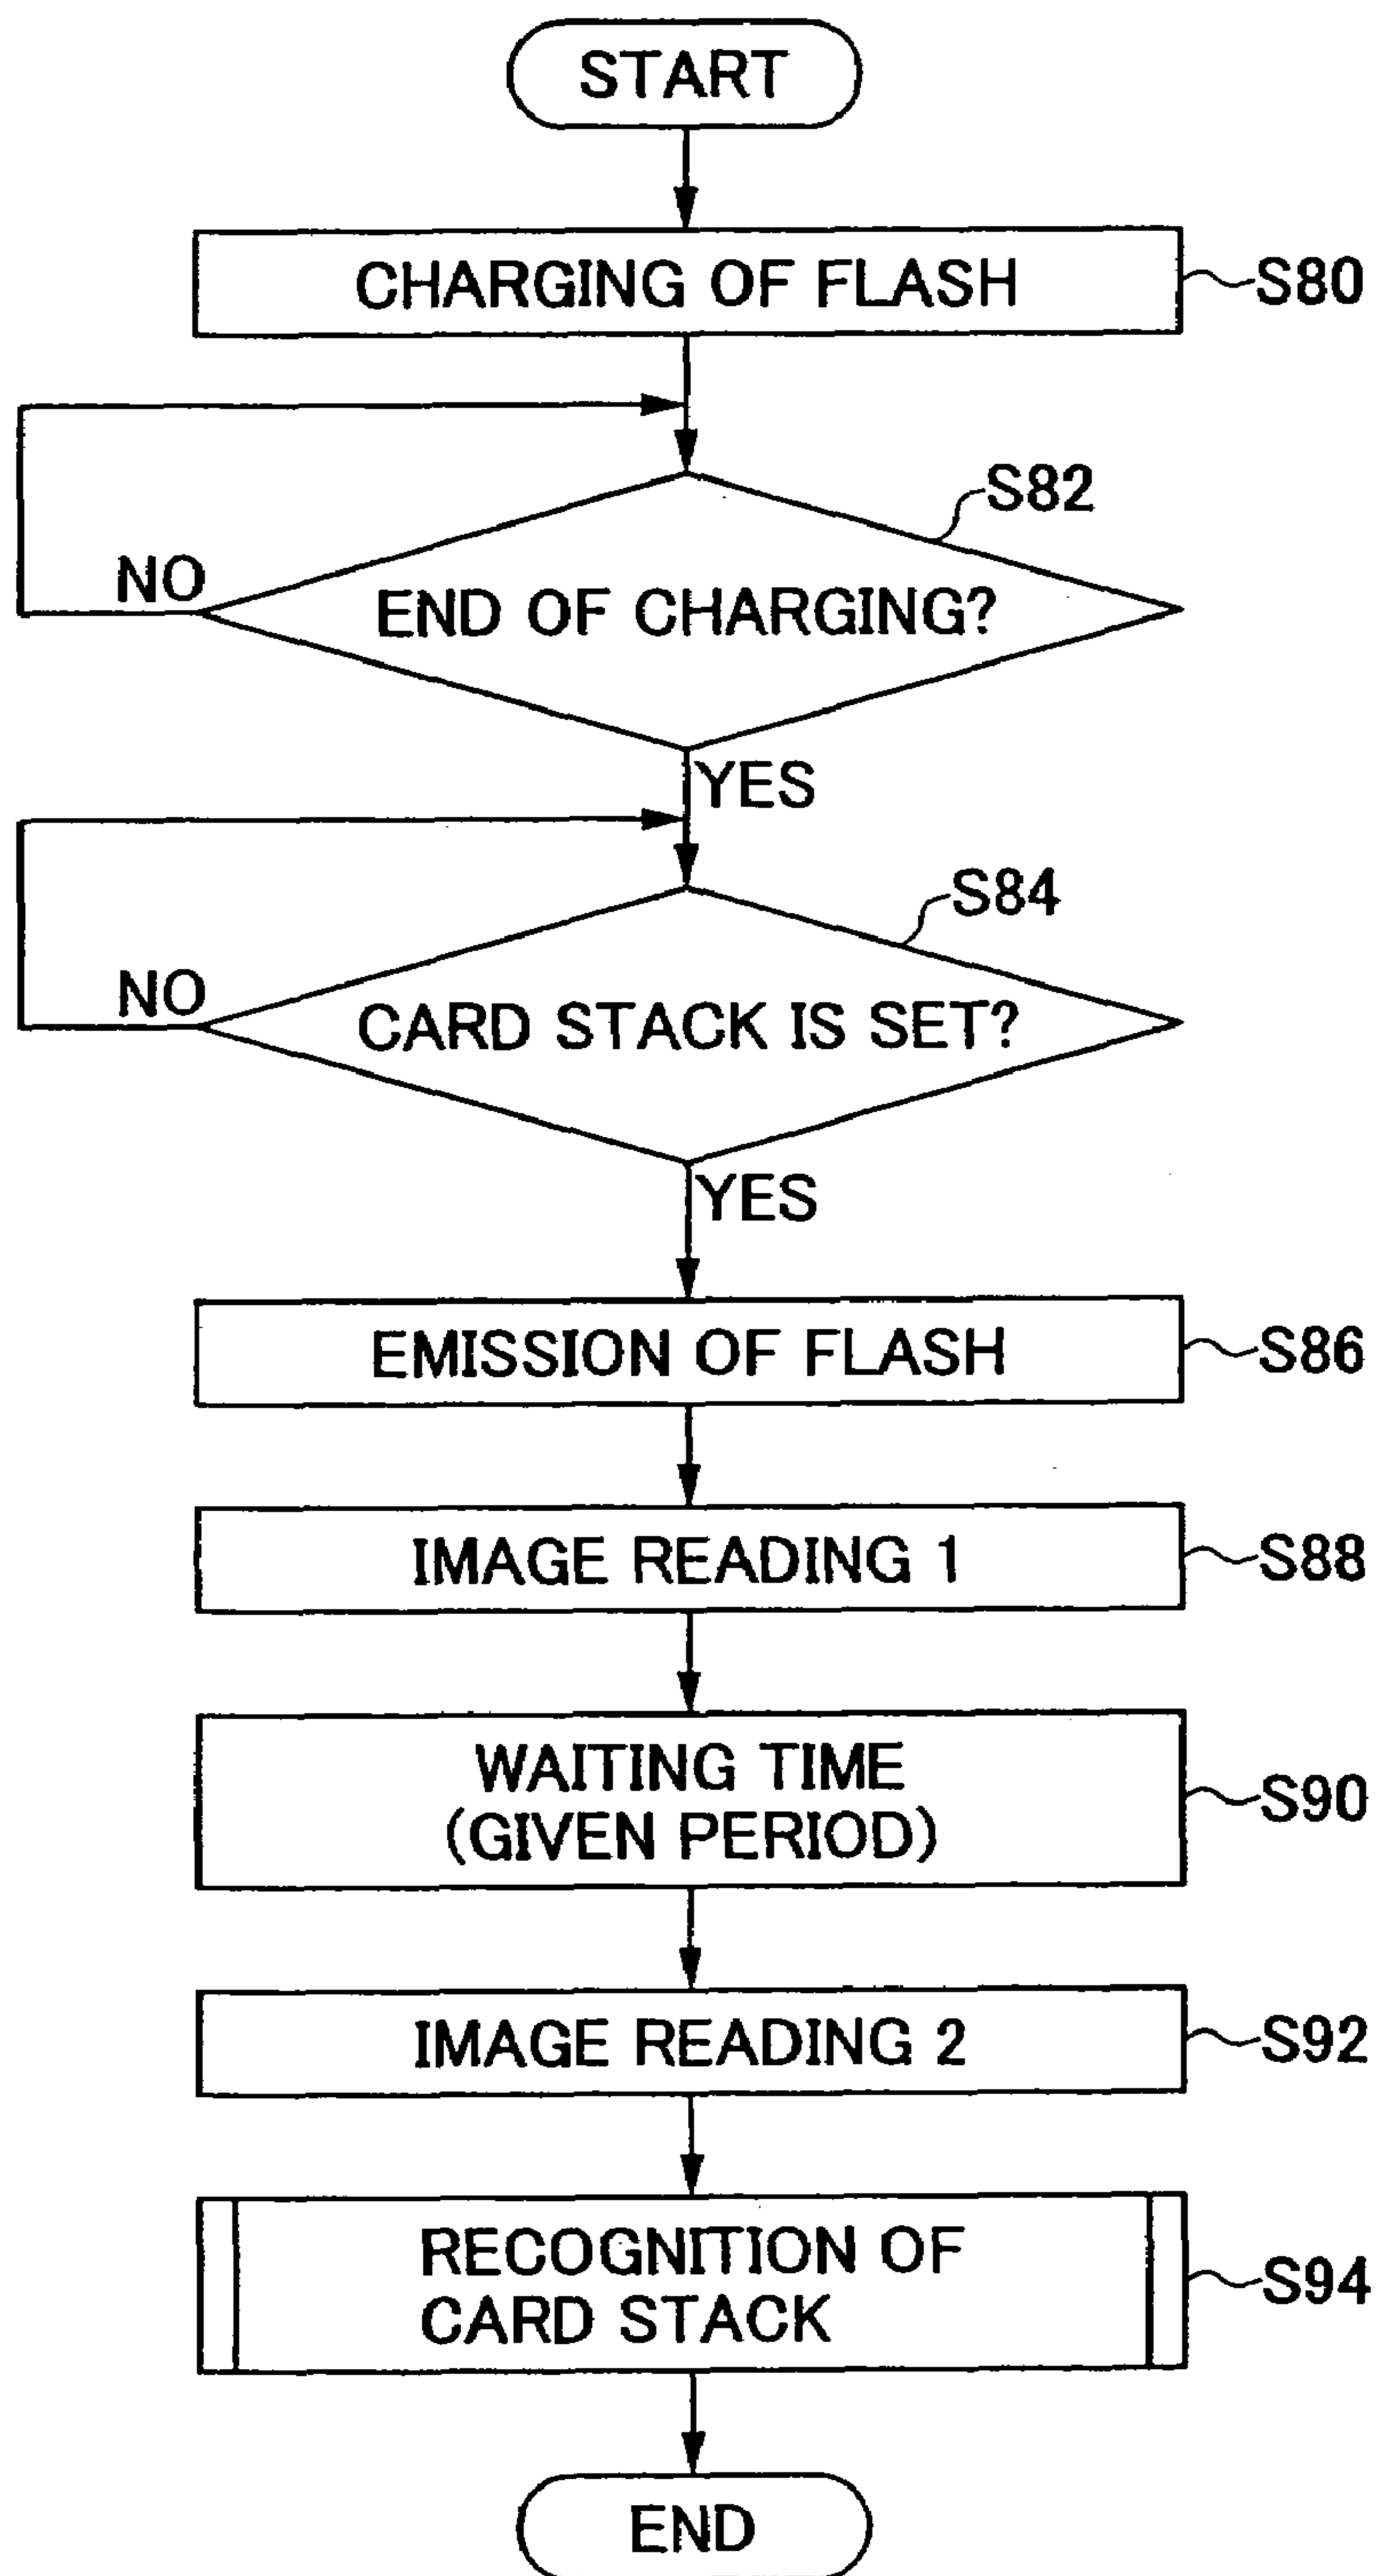 START
CHARGING OF FLASH
S80
S82
NO
END OF CHARGING?
YES
S84
NO
CARD STACK IS SET?
YES
EMISSION OF FLASH
S86
IMAGE READING 1
S88
WAITING TIME
(GIVEN PERIOD)
S90
IMAGE READING 2
S92
RECOGNITION OF
CARD STACK
S94
END